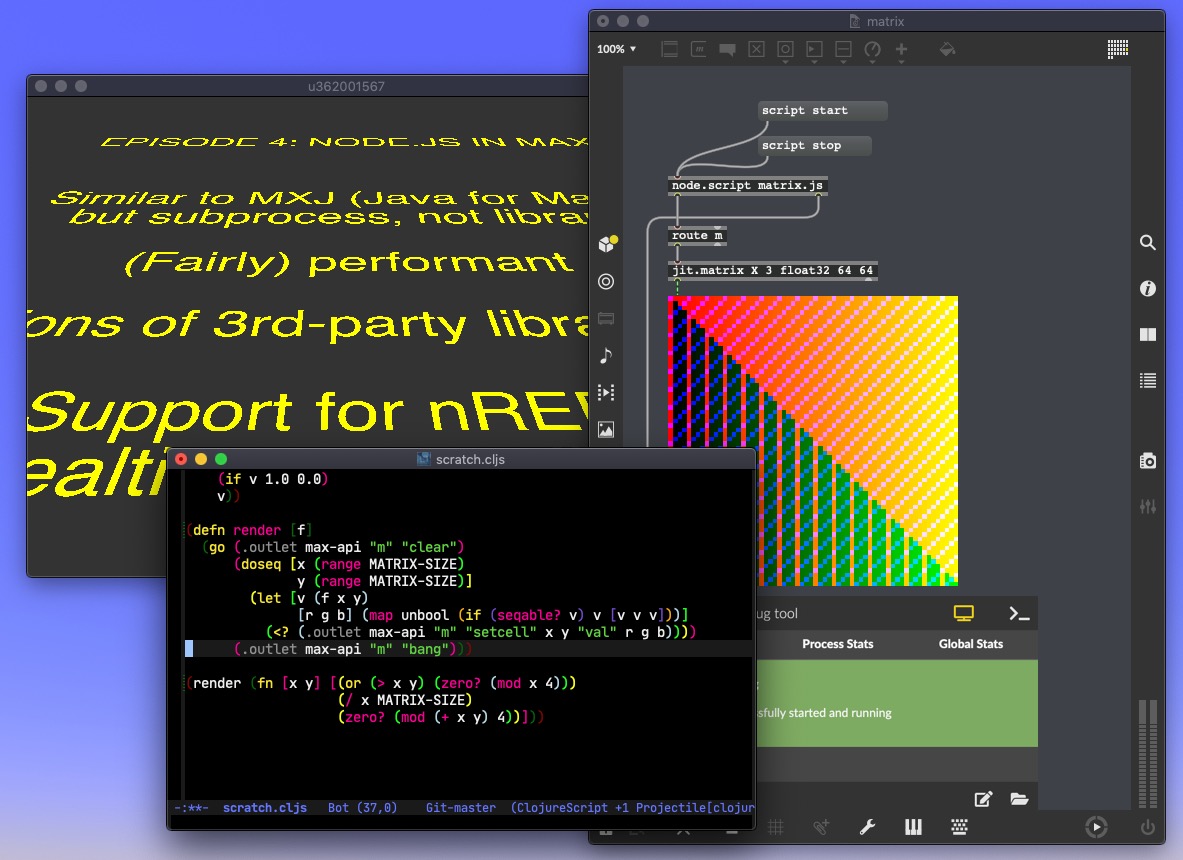 u362001567
EPISODE 4: NODE.JS IN MAX
Similar to MXJ (Java for Ma
but subprocess, not libra
(Fairly) performant
ons of 3rd-party libra
Support for nREP
ealti
matrix
100%
script start
script stop
node.script matrix.js
route m
jit.matrix X 3 float32 64 64
ug tool
Process Stats
Global Stats
sfully started and running
scratch.cljs
(if v 1.0 0.0)
v))
(defn render [f]
(go (.outlet max-api "m" "clear")
(doseq [x (range MATRIX-SIZE)
y (range MATRIX-SIZE)]
(let [v (f x y)
[r g b] (map unbool (if (seqable? v) v [v v v]))]
(<? (.outlet max-api "m" "setcell" x y "val" r g b))))
(.outlet max-api "m" "bang")))
(render (fn [x y] [(or (> x y) (zero? (mod x 4)))
(/ x MATRIX-SIZE)
(zero? (mod (+ x y) 4))]))
-:**- scratch.cljs Bot (37,0) Git-master (ClojureScript +1 Projectile[clojur